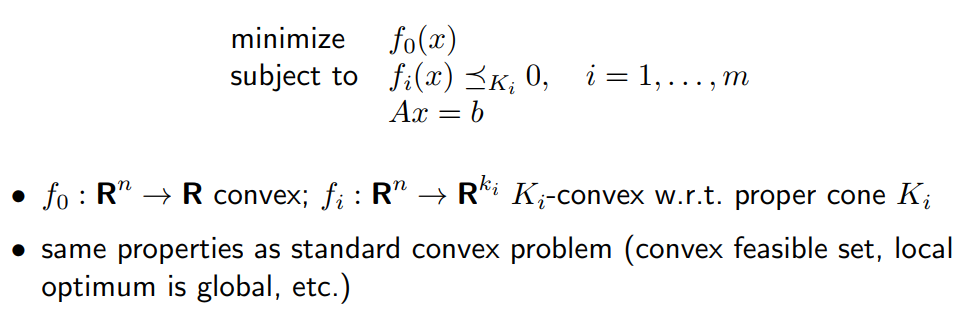 minimize f₀(x)
subject to fᵢ(x) ⪯_{Kᵢ} 0, i = 1, . . . , m
Ax = b
• f₀ : Rⁿ → R convex; fᵢ : Rⁿ → R^{kᵢ} Kᵢ-convex w.r.t. proper cone Kᵢ
• same properties as standard convex problem (convex feasible set, local
optimum is global, etc.)